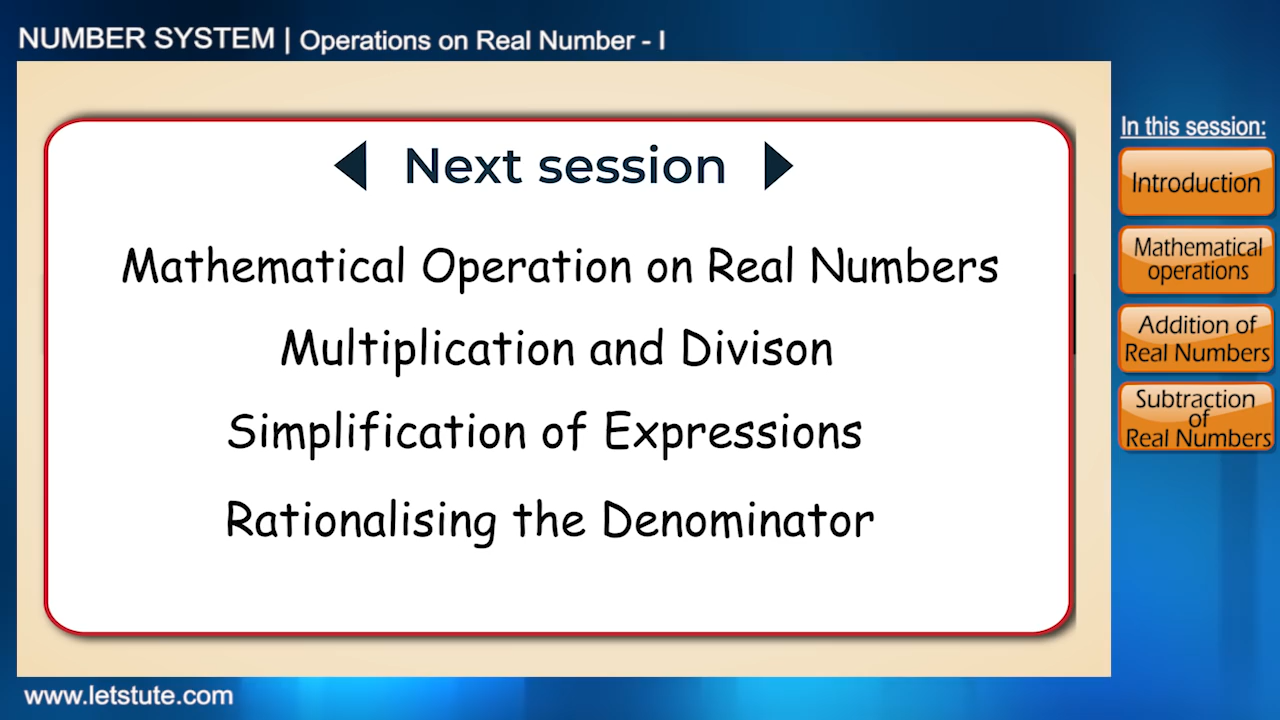 NUMBER SYSTEM | Operations on Real Number - I
Next session
Mathematical Operation on Real Numbers
Multiplication and Divison
Simplification of Expressions
Rationalising the Denominator
In this session:
Introduction
Mathematical
operations
Addition of
Real Numbers
Subtraction
of
Real Numbers
www.letstute.com